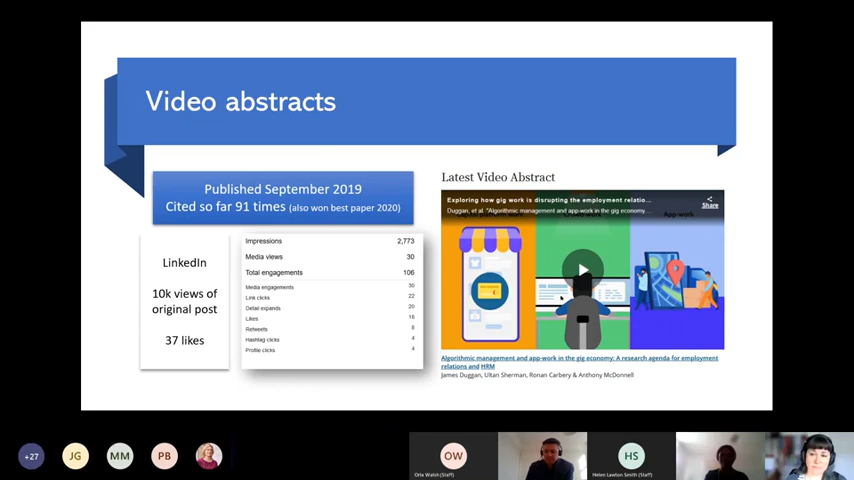 Video abstracts
Published September 2019
Cited so far 91 times (also won best paper 2020)
LinkedIn
10k views of
original post
37 likes
Impressions 2,773
Media views 30
Total engagements 106
Media engagements 30
Link clicks 22
Detail expands 20
Likes 16
Retweets 8
Hashtag clicks 4
Profile clicks 4
Latest Video Abstract
Exploring how gig work is disrupting the employment relatio...
Duggan, et al. "Algorithmic management and app-work in the gig economy...
Share
Algorithmic management and app-work in the gig economy: A research agenda for employment
relations and HRM
James Duggan, Ultan Sherman, Ronan Carbery & Anthony McDonnell
+27
JG
MM
PB
OW
HS
Orla Walsh (Staff)
Helen Lawton Smith (Staff)